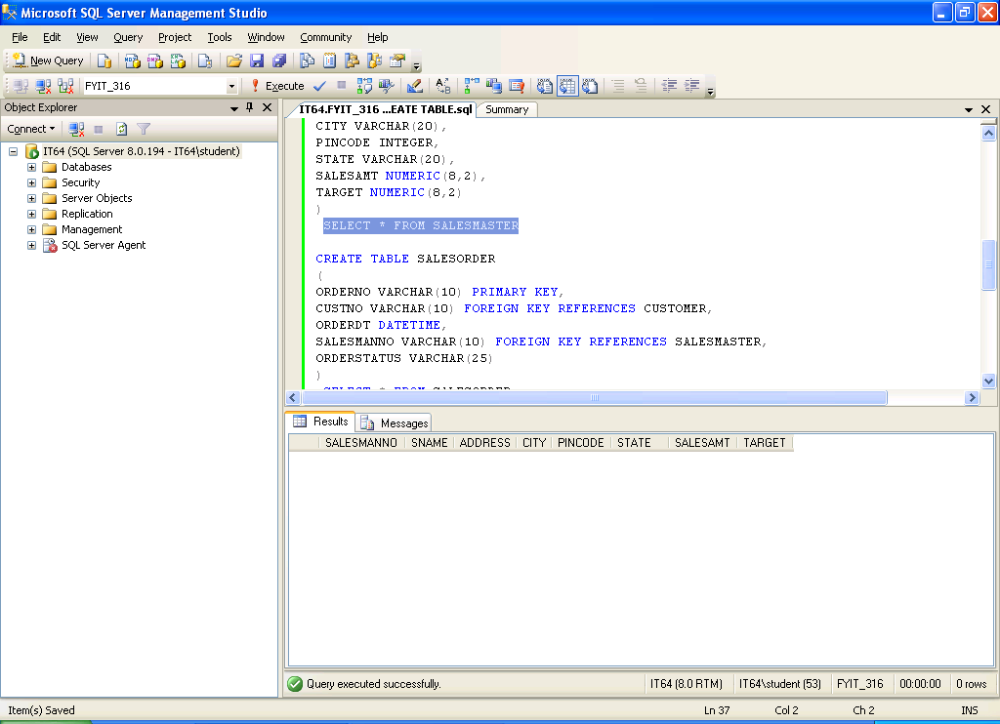 Microsoft SQL Server Management Studio
File Edit View Query Project Tools Window Community Help
New Query
FYIT_316 Execute
Object Explorer
Connect
IT64 (SQL Server 8.0.194 - IT64\student)
Databases
Security
Server Objects
Replication
Management
SQL Server Agent
IT64.FYIT_316 ...EATE TABLE.sql Summary
CITY VARCHAR(20),
PINCODE INTEGER,
STATE VARCHAR(20),
SALESAMT NUMERIC(8,2),
TARGET NUMERIC(8,2)
)
SELECT * FROM SALESMASTER
CREATE TABLE SALESORDER
(
ORDERNO VARCHAR(10) PRIMARY KEY,
CUSTNO VARCHAR(10) FOREIGN KEY REFERENCES CUSTOMER,
ORDERDT DATETIME,
SALESMANNO VARCHAR(10) FOREIGN KEY REFERENCES SALESMASTER,
ORDERSTATUS VARCHAR(25)
)
SELECT * FROM SALESORDER
Results Messages
SALESMANNO SNAME ADDRESS CITY PINCODE STATE SALESAMT TARGET
Query executed successfully. IT64 (8.0 RTM) IT64\student (53) FYIT_316 00:00:00 0 rows
Item(s) Saved Ln 37 Col 2 Ch 2 INS